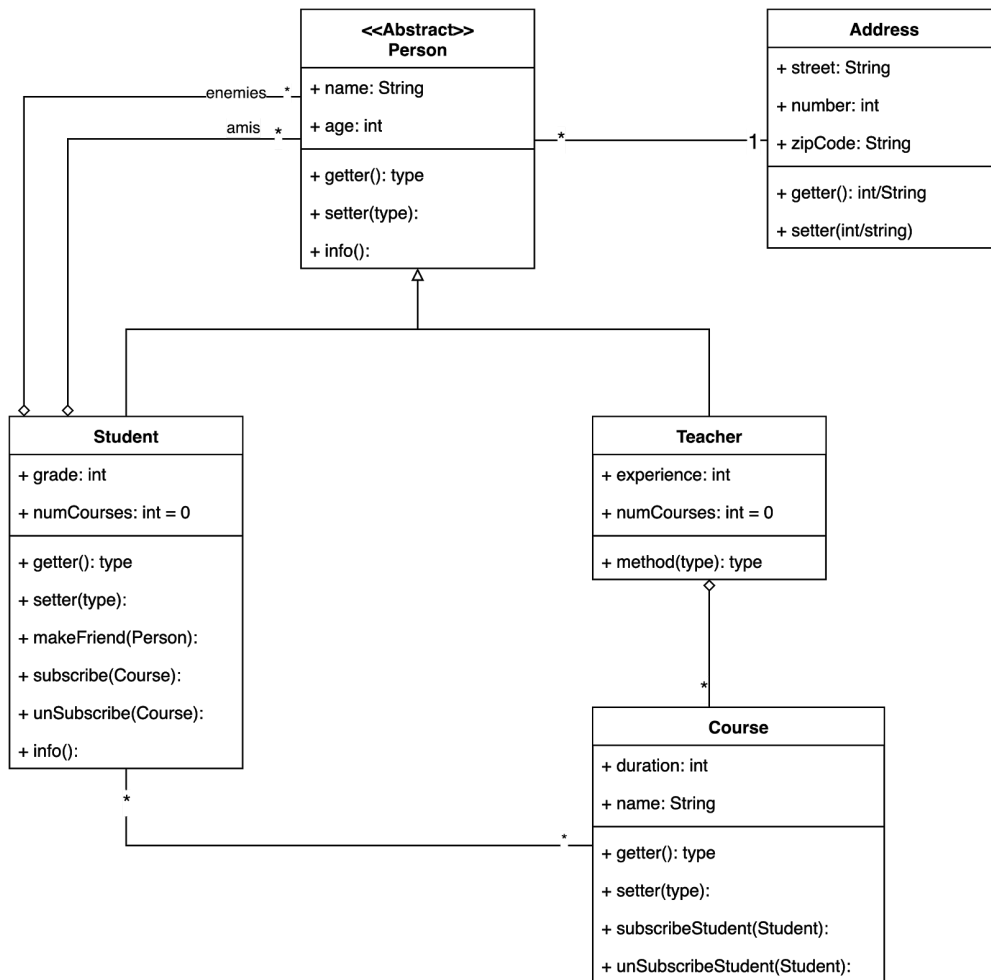 <<Abstract>>
Person
+ name: String
+ age: int
+ getter(): type
+ setter(type):
+ info():
Address
+ street: String
+ number: int
+ zipCode: String
+ getter(): int/String
+ setter(int/string)
enemies *
amis *
* 1
Student
+ grade: int
+ numCourses: int = 0
+ getter(): type
+ setter(type):
+ makeFriend(Person):
+ subscribe(Course):
+ unSubscribe(Course):
+ info():
Teacher
+ experience: int
+ numCourses: int = 0
+ method(type): type
*
Course
+ duration: int
+ name: String
+ getter(): type
+ setter(type):
+ subscribeStudent(Student):
+ unSubscribeStudent(Student):
*
*